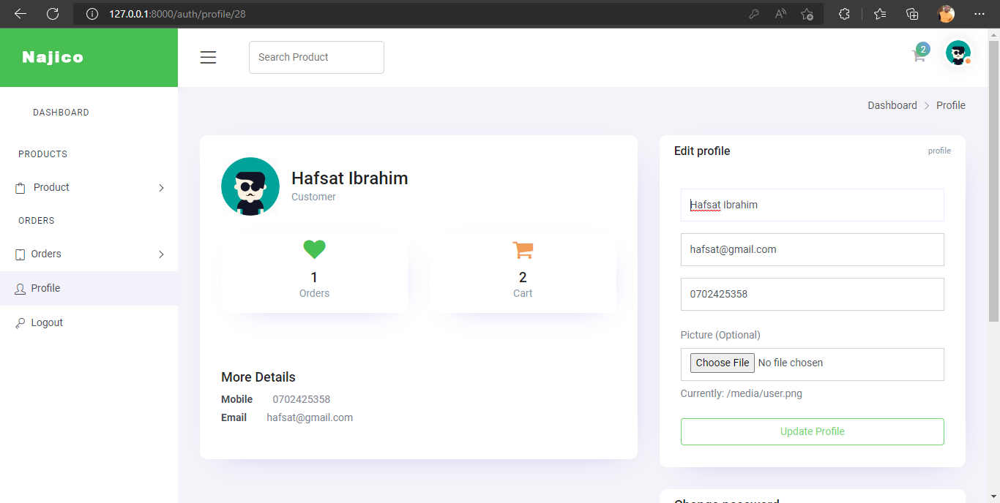 127.0.0.1:8000/auth/profile/28
Najico
Search Product
2
DASHBOARD
PRODUCTS
Product
ORDERS
Orders
Profile
Logout
Dashboard > Profile
Hafsat Ibrahim
Customer
1
Orders
2
Cart
More Details
Mobile 0702425358
Email hafsat@gmail.com
Edit profile
profile
Hafsat Ibrahim
hafsat@gmail.com
0702425358
Picture (Optional)
Choose File No file chosen
Currently: /media/user.png
Update Profile
Change password